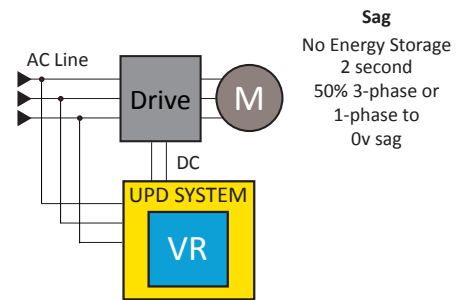 Sag
No Energy Storage
2 second
50% 3-phase or
1-phase to
0v sag
AC Line
Drive
M
DC
UPD SYSTEM
VR